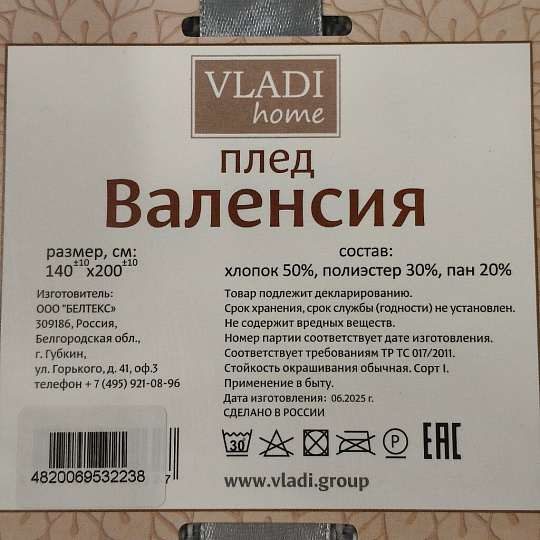 VLADI
home
плед
Валенсия
размер, см:
140±10 х200±10
Изготовитель:
ООО "БЕЛТЕКС"
309186, Россия,
Белгородская обл.,
г. Губкин,
ул. Горького, д. 41, оф.3
телефон + 7 (495) 921-08-96
состав:
хлопок 50%, полиэстер 30%, пан 20%
Товар подлежит декларированию.
Срок хранения, срок службы (годности) не установлен.
Не содержит вредных веществ.
Номер партии соответствует дате изготовления.
Соответствует требованиям ТР ТС 017/2011.
Стойкость окрашивания обычная. Сорт I.
Применение в быту.
Дата изготовления: 06.2025 г.
СДЕЛАНО В РОССИИ
30 P ЕАС
4820069532238 7
www.vladi.group